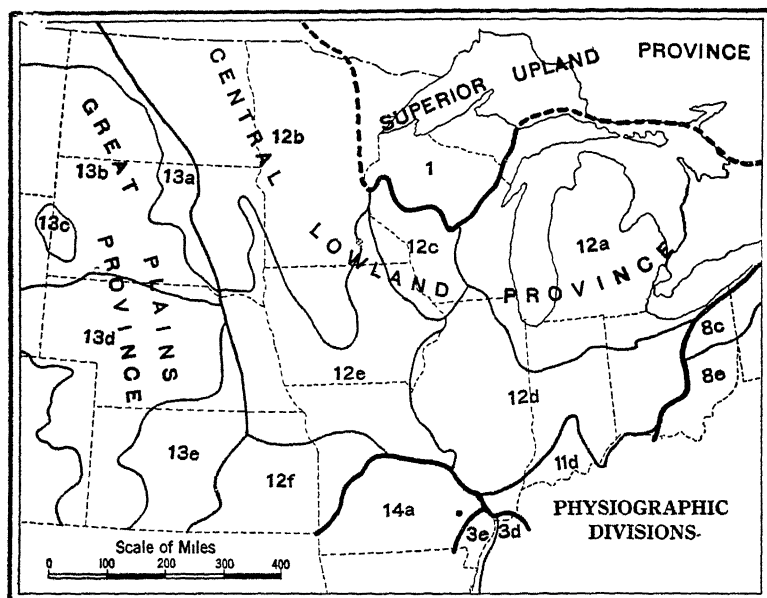 CENTRAL
LOWLAND
PROVINCE
SUPERIOR UPLAND PROVINCE
GREAT
PLAINS
PROVINCE
12b
13b
13a
1
13c
12c
12a
13d
8c
8e
12e
12d
13e
12f
11d
14a
3e
3d
PHYSIOGRAPHIC
DIVISIONS
Scale of Miles
0 100 200 300 400